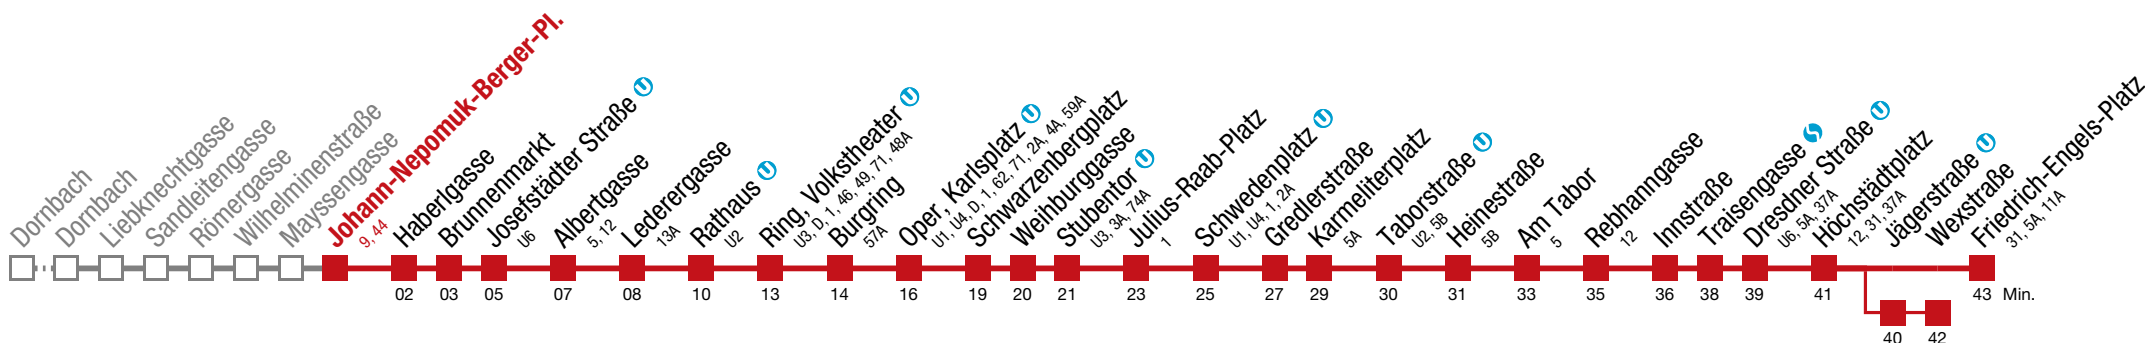 Dornbach
Dornbach
Liebknechtgasse
Sandleitengasse
Römergasse
Wilhelminenstraße
Mayssengasse
Johann-Nepomuk-Berger-Pl.
9, 44
Haberlgasse
Brunnenmarkt
Josefstädter Straße U
U6
Albertgasse
5, 12
Lederergasse
13A
Rathaus U
U2
Ring, Volkstheater U
U3, D, 1, 46, 49, 71, 48A
Burgring
57A
Oper, Karlsplatz U
U1, U4, D, 1, 62, 71, 2A, 4A, 59A
Schwarzenbergplatz
Weihburggasse
Stubentor U
U3, 3A, 74A
Julius-Raab-Platz
1
Schwedenplatz U
U1, U4, 1, 2A
Gredlerstraße
Karmeliterplatz
5A
Taborstraße U
U2, 5B
Heinestraße
5B
Am Tabor
5
Rebhanngasse
12
Innstraße
Traisengasse S
Dresdner Straße U
U6, 5A, 37A
Höchstädtplatz
12, 31, 37A
Jägerstraße U
Wexstraße
Friedrich-Engels-Platz
31, 5A, 11A
02 03 05 07 08 10 13 14 16 19 20 21 23 25 27 29 30 31 33 35 36 38 39 41 43 Min.
40 42